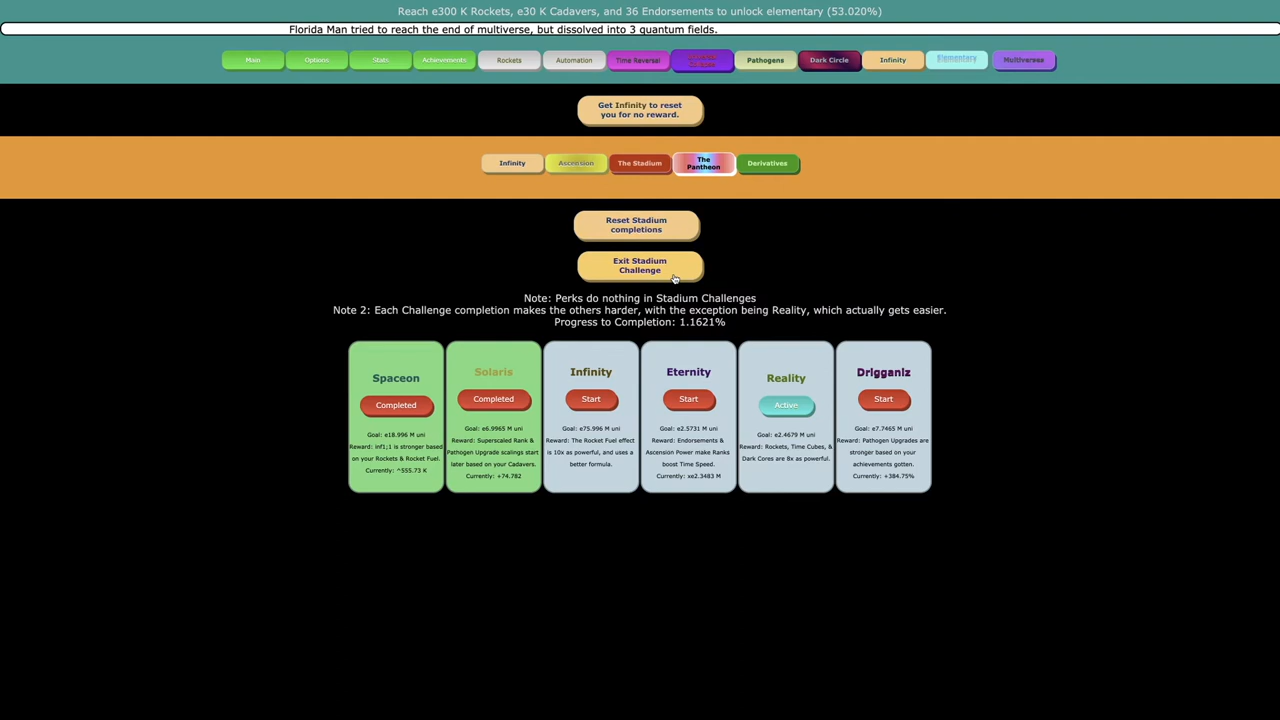 Reach e300 K Rockets, e30 K Cadavers, and 36 Endorsements to unlock elementary (53.020%)
Florida Man tried to reach the end of multiverse, but dissolved into 3 quantum fields.
Main
Options
Stats
Achievements
Rockets
Automation
Time Reversal
Universal
Collapse
Pathogens
Dark Circle
Infinity
Elementary
Multiverses
Get Infinity to reset
you for no reward.
Infinity
Ascension
The Stadium
The
Pantheon
Derivatives
Reset Stadium
completions
Exit Stadium
Challenge
Note: Perks do nothing in Stadium Challenges
Note 2: Each Challenge completion makes the others harder, with the exception being Reality, which actually gets easier.
Progress to Completion: 1.1621%
Spaceon
Completed
Goal: e18.996 M uni
Reward: inf1;1 is stronger based
on your Rockets & Rocket Fuel.
Currently: ^555.73 K
Solaris
Completed
Goal: e6.9965 M uni
Reward: Superscaled Rank &
Pathogen Upgrade scalings start
later based on your Cadavers.
Currently: +74.782
Infinity
Start
Goal: e75.996 M uni
Reward: The Rocket Fuel effect
is 10x as powerful, and uses a
better formula.
Eternity
Start
Goal: e2.5731 M uni
Reward: Endorsements &
Ascension Power make Ranks
boost Time Speed.
Currently: xe2.3483 M
Reality
Active
Goal: e2.4679 M uni
Reward: Rockets, Time Cubes, &
Dark Cores are 8x as powerful.
Drigganiz
Start
Goal: e7.7465 M uni
Reward: Pathogen Upgrades are
stronger based on your
achievements gotten.
Currently: +384.75%